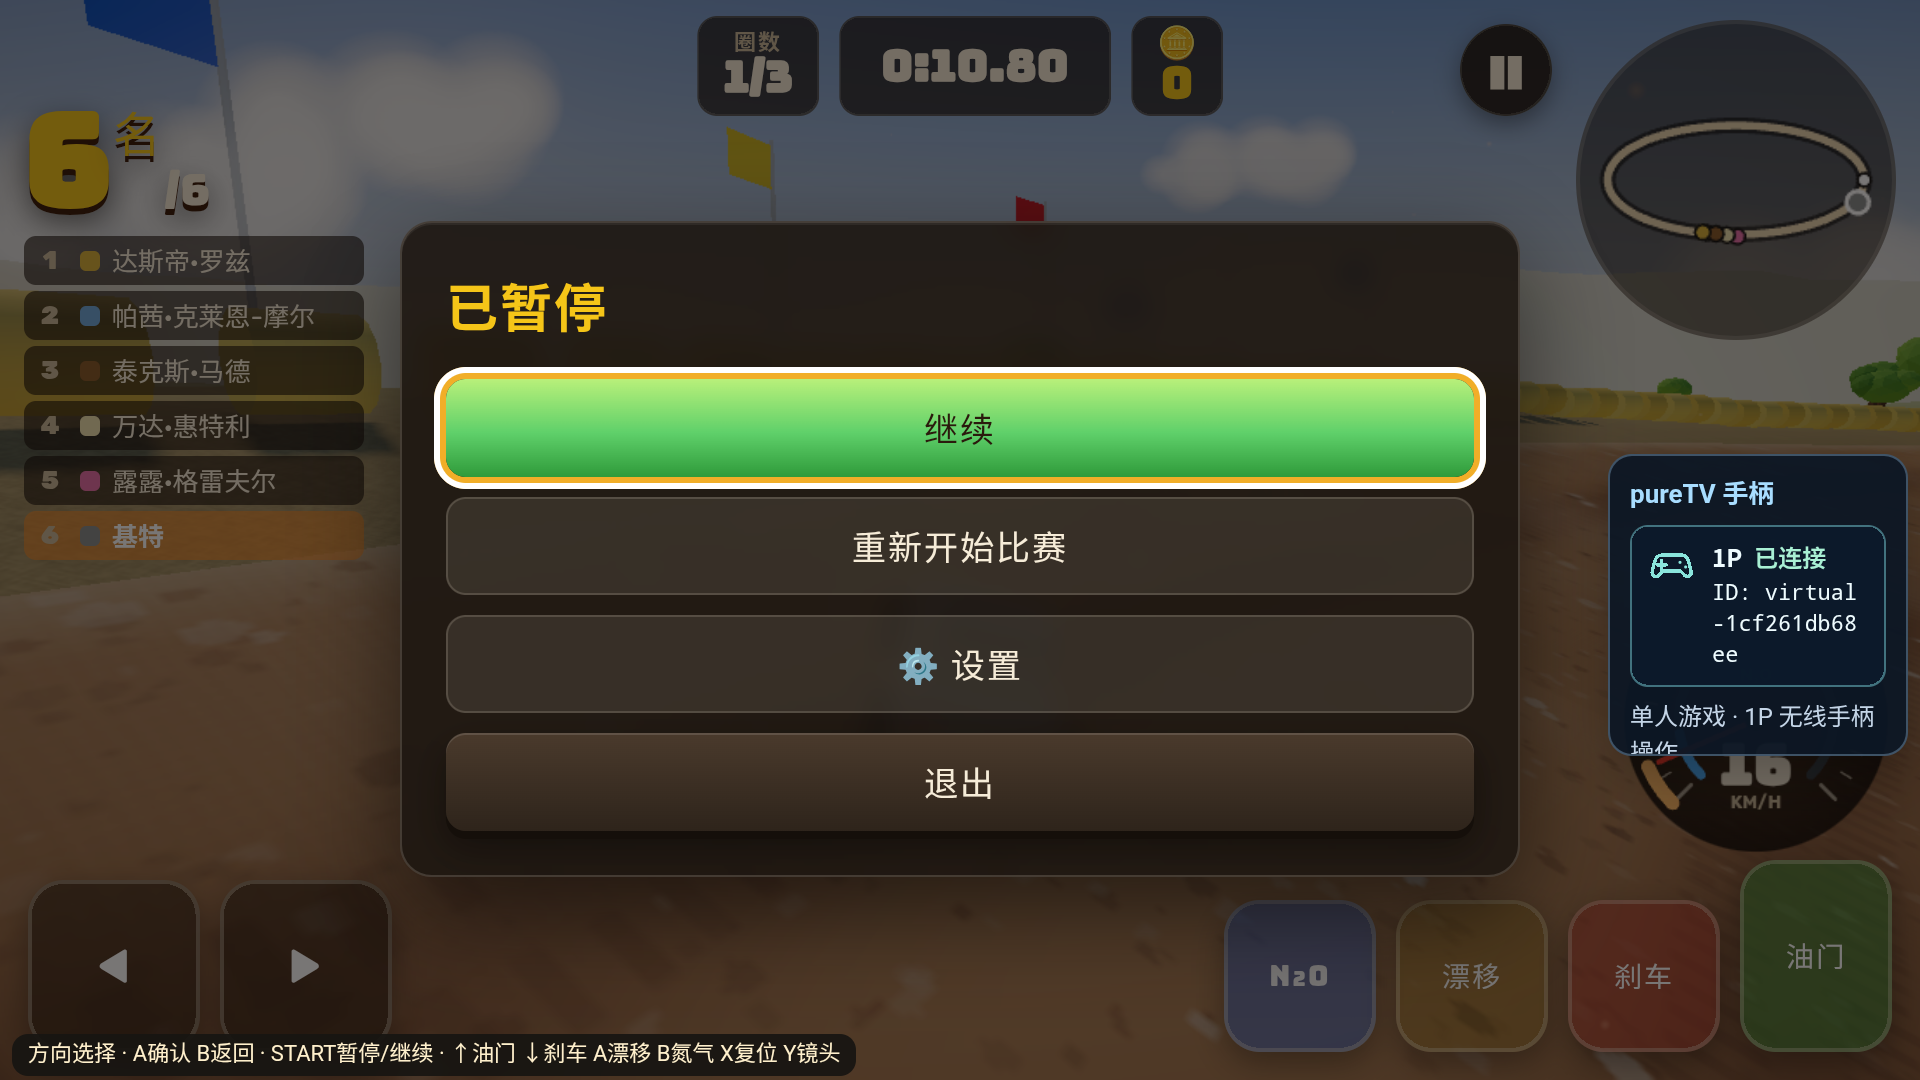 圈数
1/3
0:10.80
0
6名
/6
1 达斯帝•罗兹
2 帕茜•克莱恩-摩尔
3 泰克斯•马德
4 万达•惠特利
5 露露•格雷夫尔
6 基特
已暂停
继续
重新开始比赛
设置
退出
pureTV 手柄
1P 已连接
ID: virtual
-1cf261db68
ee
单人游戏 · 1P 无线手柄
操作
16
KM/H
N2O
漂移
刹车
油门
方向选择 · A确认 B返回 · START暂停/继续 · ↑油门 ↓刹车 A漂移 B氮气 X复位 Y镜头